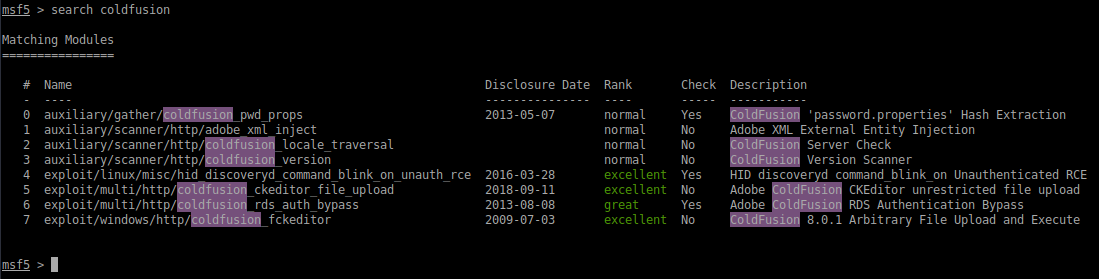 msf5 > search coldfusion
Matching Modules
================
# Name Disclosure Date Rank Check Description
- ---- --------------- ---- ----- -----------
0 auxiliary/gather/coldfusion_pwd_props 2013-05-07 normal Yes ColdFusion 'password.properties' Hash Extraction
1 auxiliary/scanner/http/adobe_xml_inject normal No Adobe XML External Entity Injection
2 auxiliary/scanner/http/coldfusion_locale_traversal normal No ColdFusion Server Check
3 auxiliary/scanner/http/coldfusion_version normal No ColdFusion Version Scanner
4 exploit/linux/misc/hid_discoveryd_command_blink_on_unauth_rce 2016-03-28 excellent Yes HID discoveryd command_blink_on Unauthenticated RCE
5 exploit/multi/http/coldfusion_ckeditor_file_upload 2018-09-11 excellent No Adobe ColdFusion CKEditor unrestricted file upload
6 exploit/multi/http/coldfusion_rds_auth_bypass 2013-08-08 great Yes Adobe ColdFusion RDS Authentication Bypass
7 exploit/windows/http/coldfusion_fckeditor 2009-07-03 excellent No ColdFusion 8.0.1 Arbitrary File Upload and Execute
msf5 >